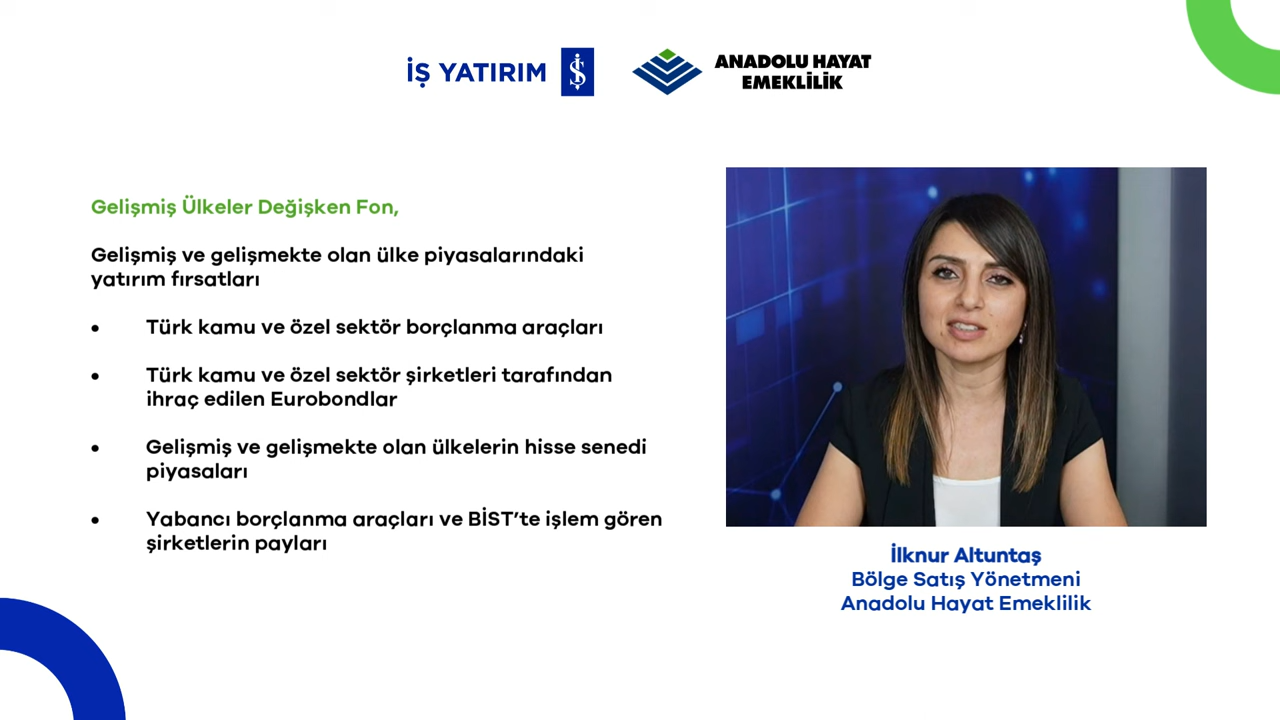 İŞ YATIRIM
ANADOLU HAYAT
EMEKLİLİK
Gelişmiş Ülkeler Değişken Fon,
Gelişmiş ve gelişmekte olan ülke piyasalarındaki
yatırım fırsatları
• Türk kamu ve özel sektör borçlanma araçları
• Türk kamu ve özel sektör şirketleri tarafından
ihraç edilen Eurobondlar
• Gelişmiş ve gelişmekte olan ülkelerin hisse senedi
piyasaları
• Yabancı borçlanma araçları ve BİST’te işlem gören
şirketlerin payları
İlknur Altuntaş
Bölge Satış Yönetmeni
Anadolu Hayat Emeklilik